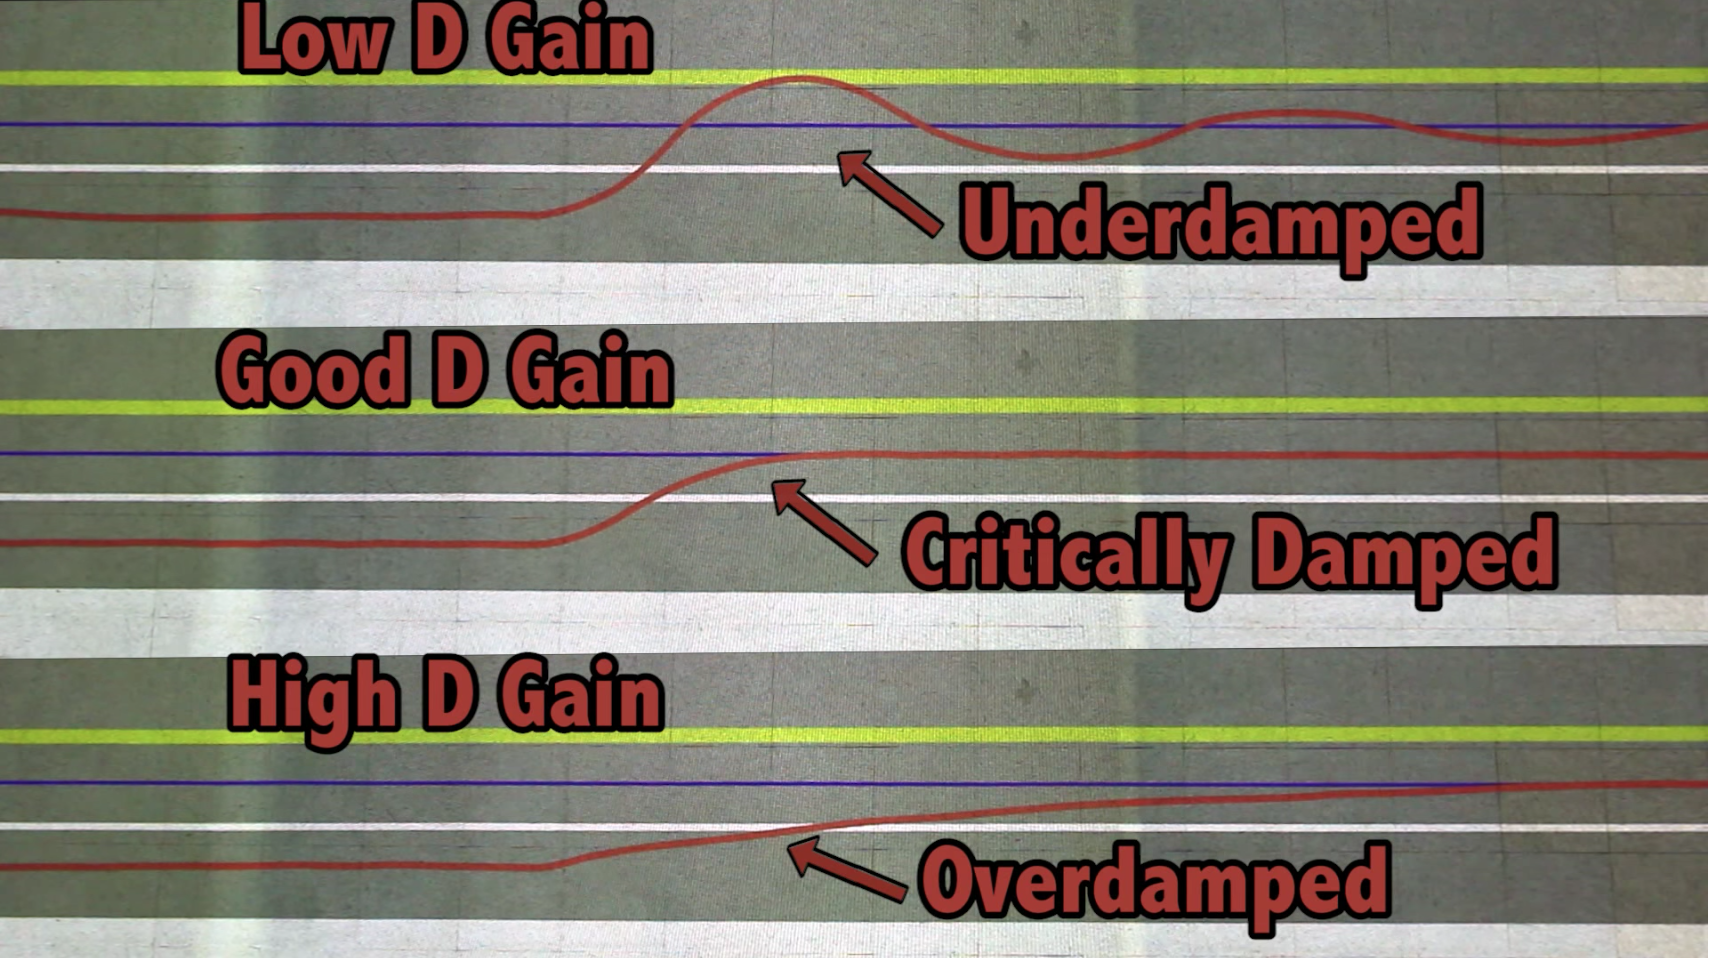 Low D Gain
Underdamped
Good D Gain
Critically Damped
High D Gain
Overdamped